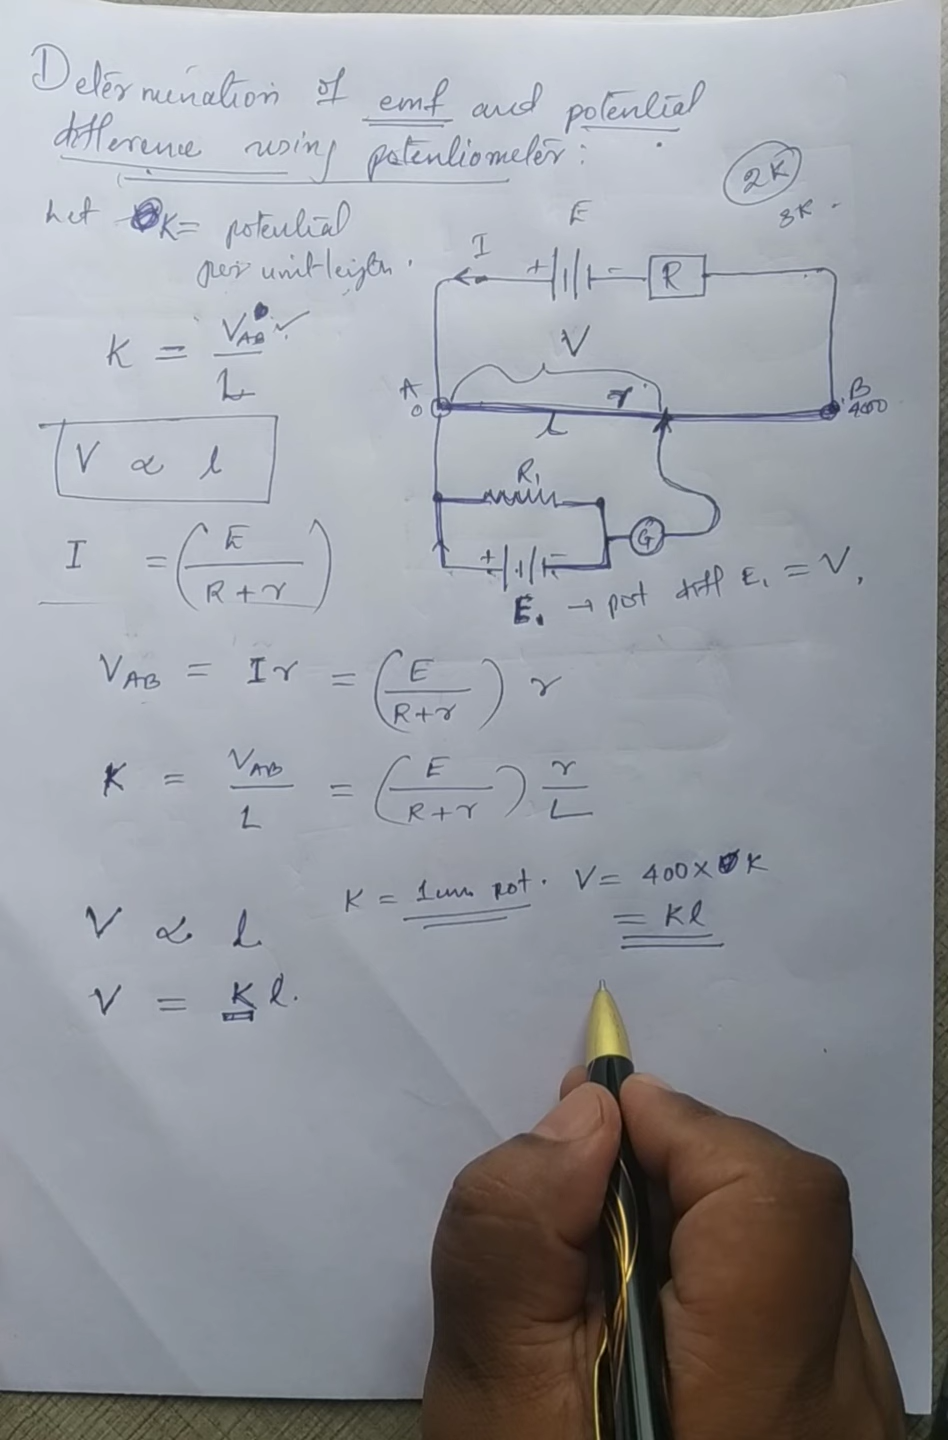 Determination of emf and potential
difference using potentiometer:
Let K = potential
per unit length.
2K
8K.
K = V_AB ✓ / L
V ∝ l
I = (E / R+r)
E
I
+ -
R
V
A
0
r
l
B
400
R₁
G
+ -
E₁ → pot diff E₁ = V,
V_AB = Ir = (E / R+r) r
K = V_AB / L = (E / R+r) r / L
K = 1cm pot. V = 400 x K
= Kl
V ∝ l
V = Kl.